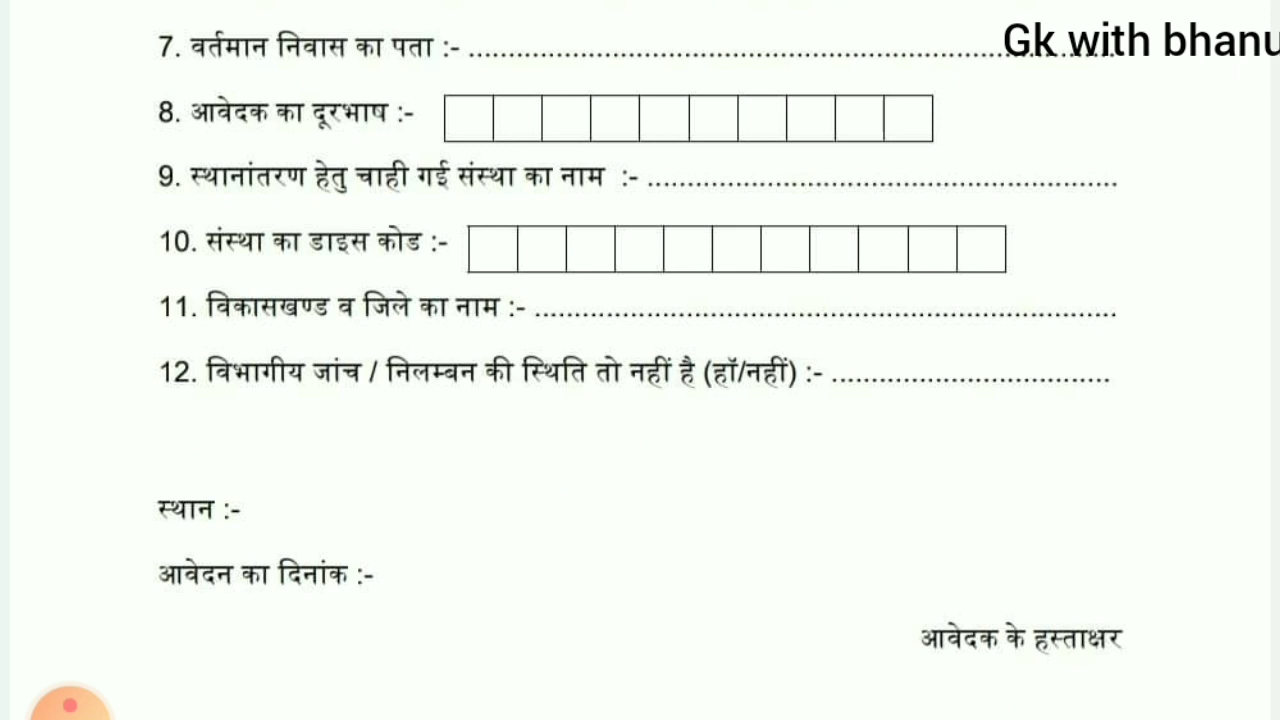 7. वर्तमान निवास का पता :- ..........................................................................
Gk with bhanu
8. आवेदक का दूरभाष :-
9. स्थानांतरण हेतु चाही गई संस्था का नाम :- ...........................................................
10. संस्था का डाइस कोड :-
11. विकासखण्ड व जिले का नाम :- .........................................................................
12. विभागीय जांच / निलम्बन की स्थिति तो नहीं है (हॉ/नहीं) :- ...................................
स्थान :-
आवेदन का दिनांक :-
आवेदक के हस्ताक्षर